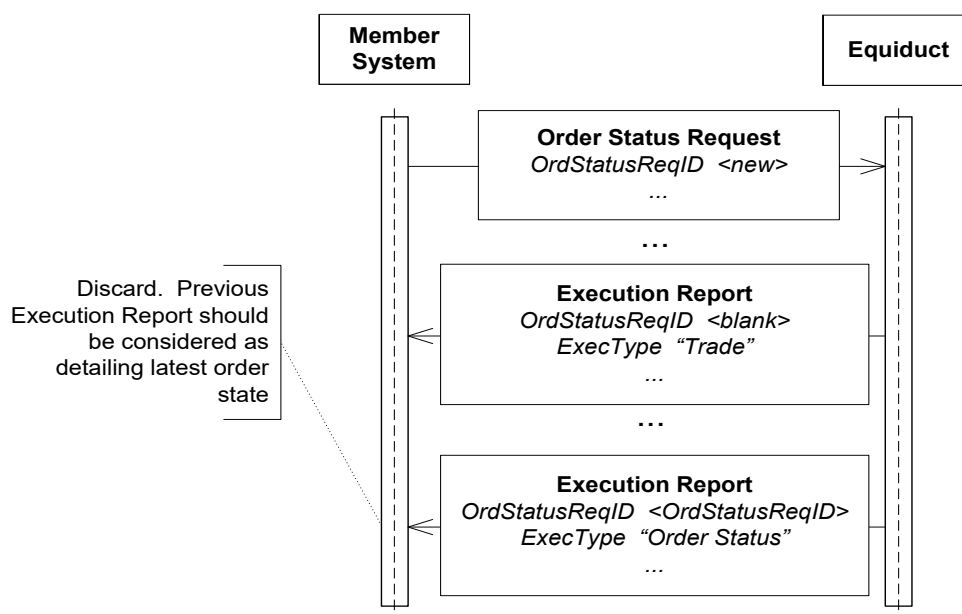 Member
System
Equiduct
Order Status Request
OrdStatusReqID <new>
...
...
Execution Report
OrdStatusReqID <blank>
ExecType “Trade”
...
Discard. Previous
Execution Report should
be considered as
detailing latest order
state
...
Execution Report
OrdStatusReqID <OrdStatusReqID>
ExecType “Order Status”
...